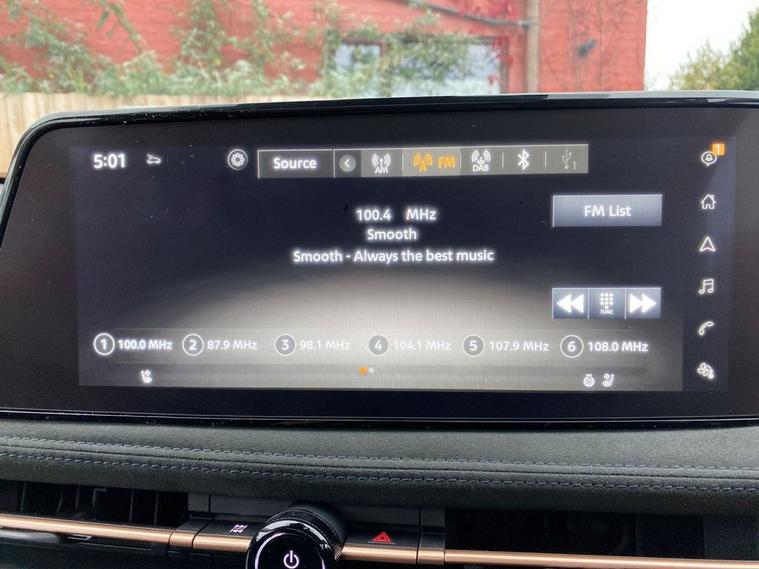 5:01
Source
AM
A FM
DAB
1
1
100.4 MHz
Smooth
Smooth - Always the best music
FM List
TUNE
1 100.0 MHz 2 87.9 MHz 3 98.1 MHz 4 104.1 MHz 5 107.9 MHz 6 108.0 MHz